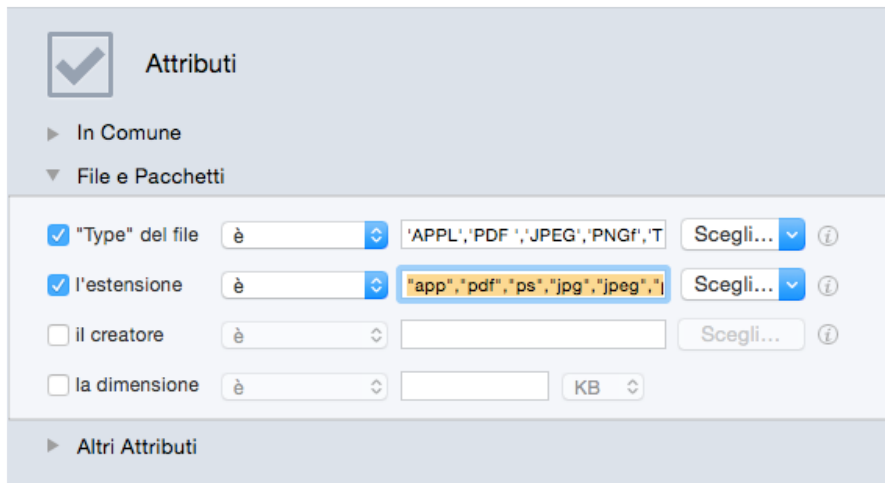 Attributi
In Comune
File e Pacchetti
"Type" del file è 'APPL','PDF ','JPEG','PNGf','T Scegli...
l'estensione è "app","pdf","ps","jpg","jpeg"," Scegli...
il creatore è Scegli...
la dimensione è KB
Altri Attributi